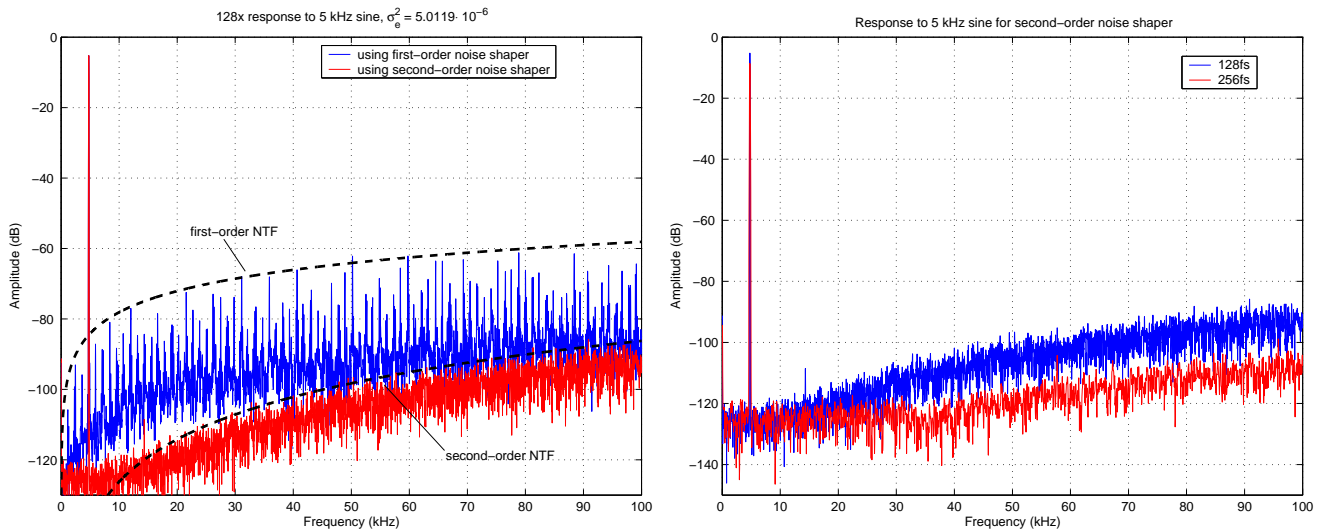 128x response to 5 kHz sine, σ_e^2 = 5.0119· 10^−6
using first−order noise shaper
using second−order noise shaper
first−order NTF
second−order NTF
Amplitude (dB)
0
−20
−40
−60
−80
−100
−120
0 10 20 30 40 50 60 70 80 90 100
Frequency (kHz)
Response to 5 kHz sine for second−order noise shaper
128fs
256fs
Amplitude (dB)
0
−20
−40
−60
−80
−100
−120
−140
0 10 20 30 40 50 60 70 80 90 100
Frequency (kHz)